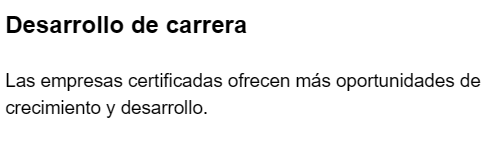 Desarrollo de carrera
Las empresas certificadas ofrecen más oportunidades de
crecimiento y desarrollo.